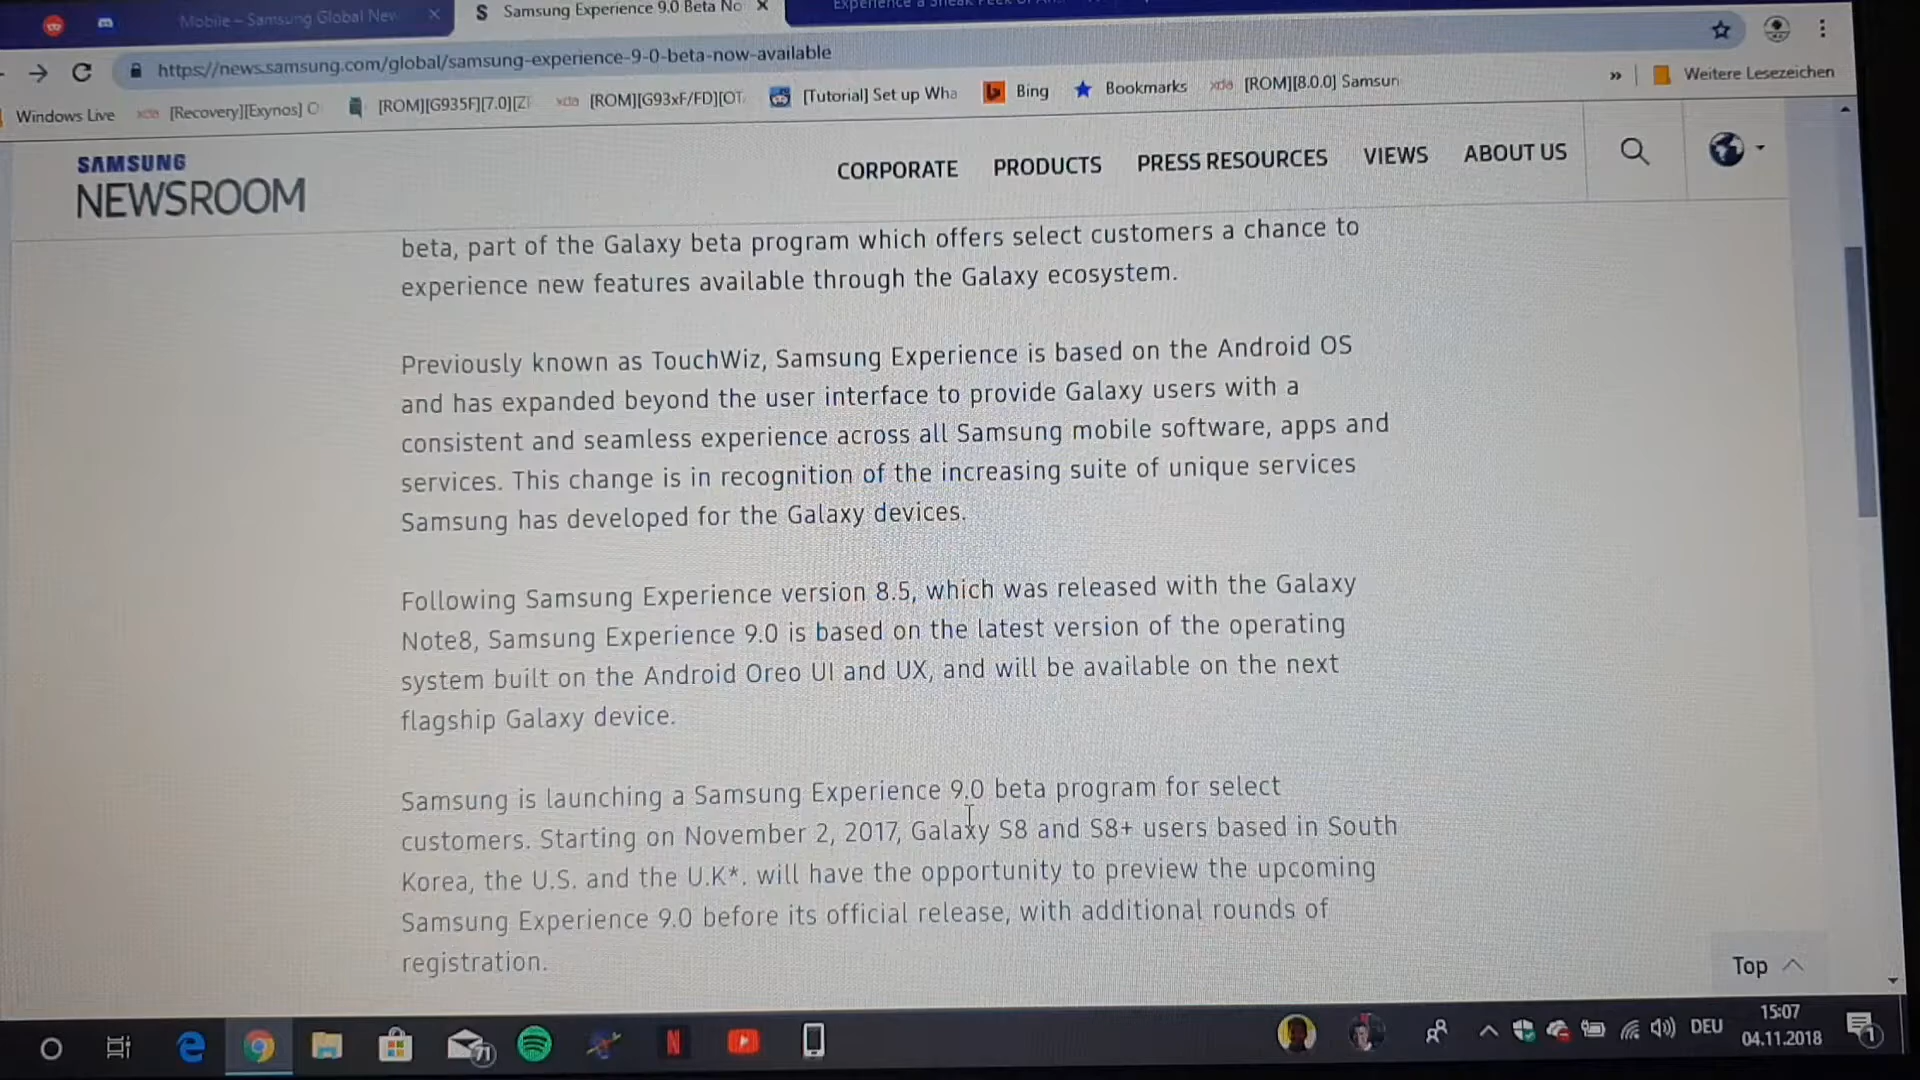 Mobile – Samsung Global New
Samsung Experience 9.0 Beta No
https://news.samsung.com/global/samsung-experience-9-0-beta-now-available
Windows Live
xda [Recovery][Exynos] O
[ROM][G935F][7.0][Z
xda [ROM][G93xF/FD][OT
[Tutorial] Set up Wha
Bing
Bookmarks
xda [ROM][8.0.0] Samsun
»
Weitere Lesezeichen
SAMSUNG
NEWSROOM
CORPORATE
PRODUCTS
PRESS RESOURCES
VIEWS
ABOUT US
beta, part of the Galaxy beta program which offers select customers a chance to
experience new features available through the Galaxy ecosystem.
Previously known as TouchWiz, Samsung Experience is based on the Android OS
and has expanded beyond the user interface to provide Galaxy users with a
consistent and seamless experience across all Samsung mobile software, apps and
services. This change is in recognition of the increasing suite of unique services
Samsung has developed for the Galaxy devices.
Following Samsung Experience version 8.5, which was released with the Galaxy
Note8, Samsung Experience 9.0 is based on the latest version of the operating
system built on the Android Oreo UI and UX, and will be available on the next
flagship Galaxy device.
Samsung is launching a Samsung Experience 9.0 beta program for select
customers. Starting on November 2, 2017, Galaxy S8 and S8+ users based in South
Korea, the U.S. and the U.K*. will have the opportunity to preview the upcoming
Samsung Experience 9.0 before its official release, with additional rounds of
registration.
Top
71
DEU
15:07
04.11.2018
1